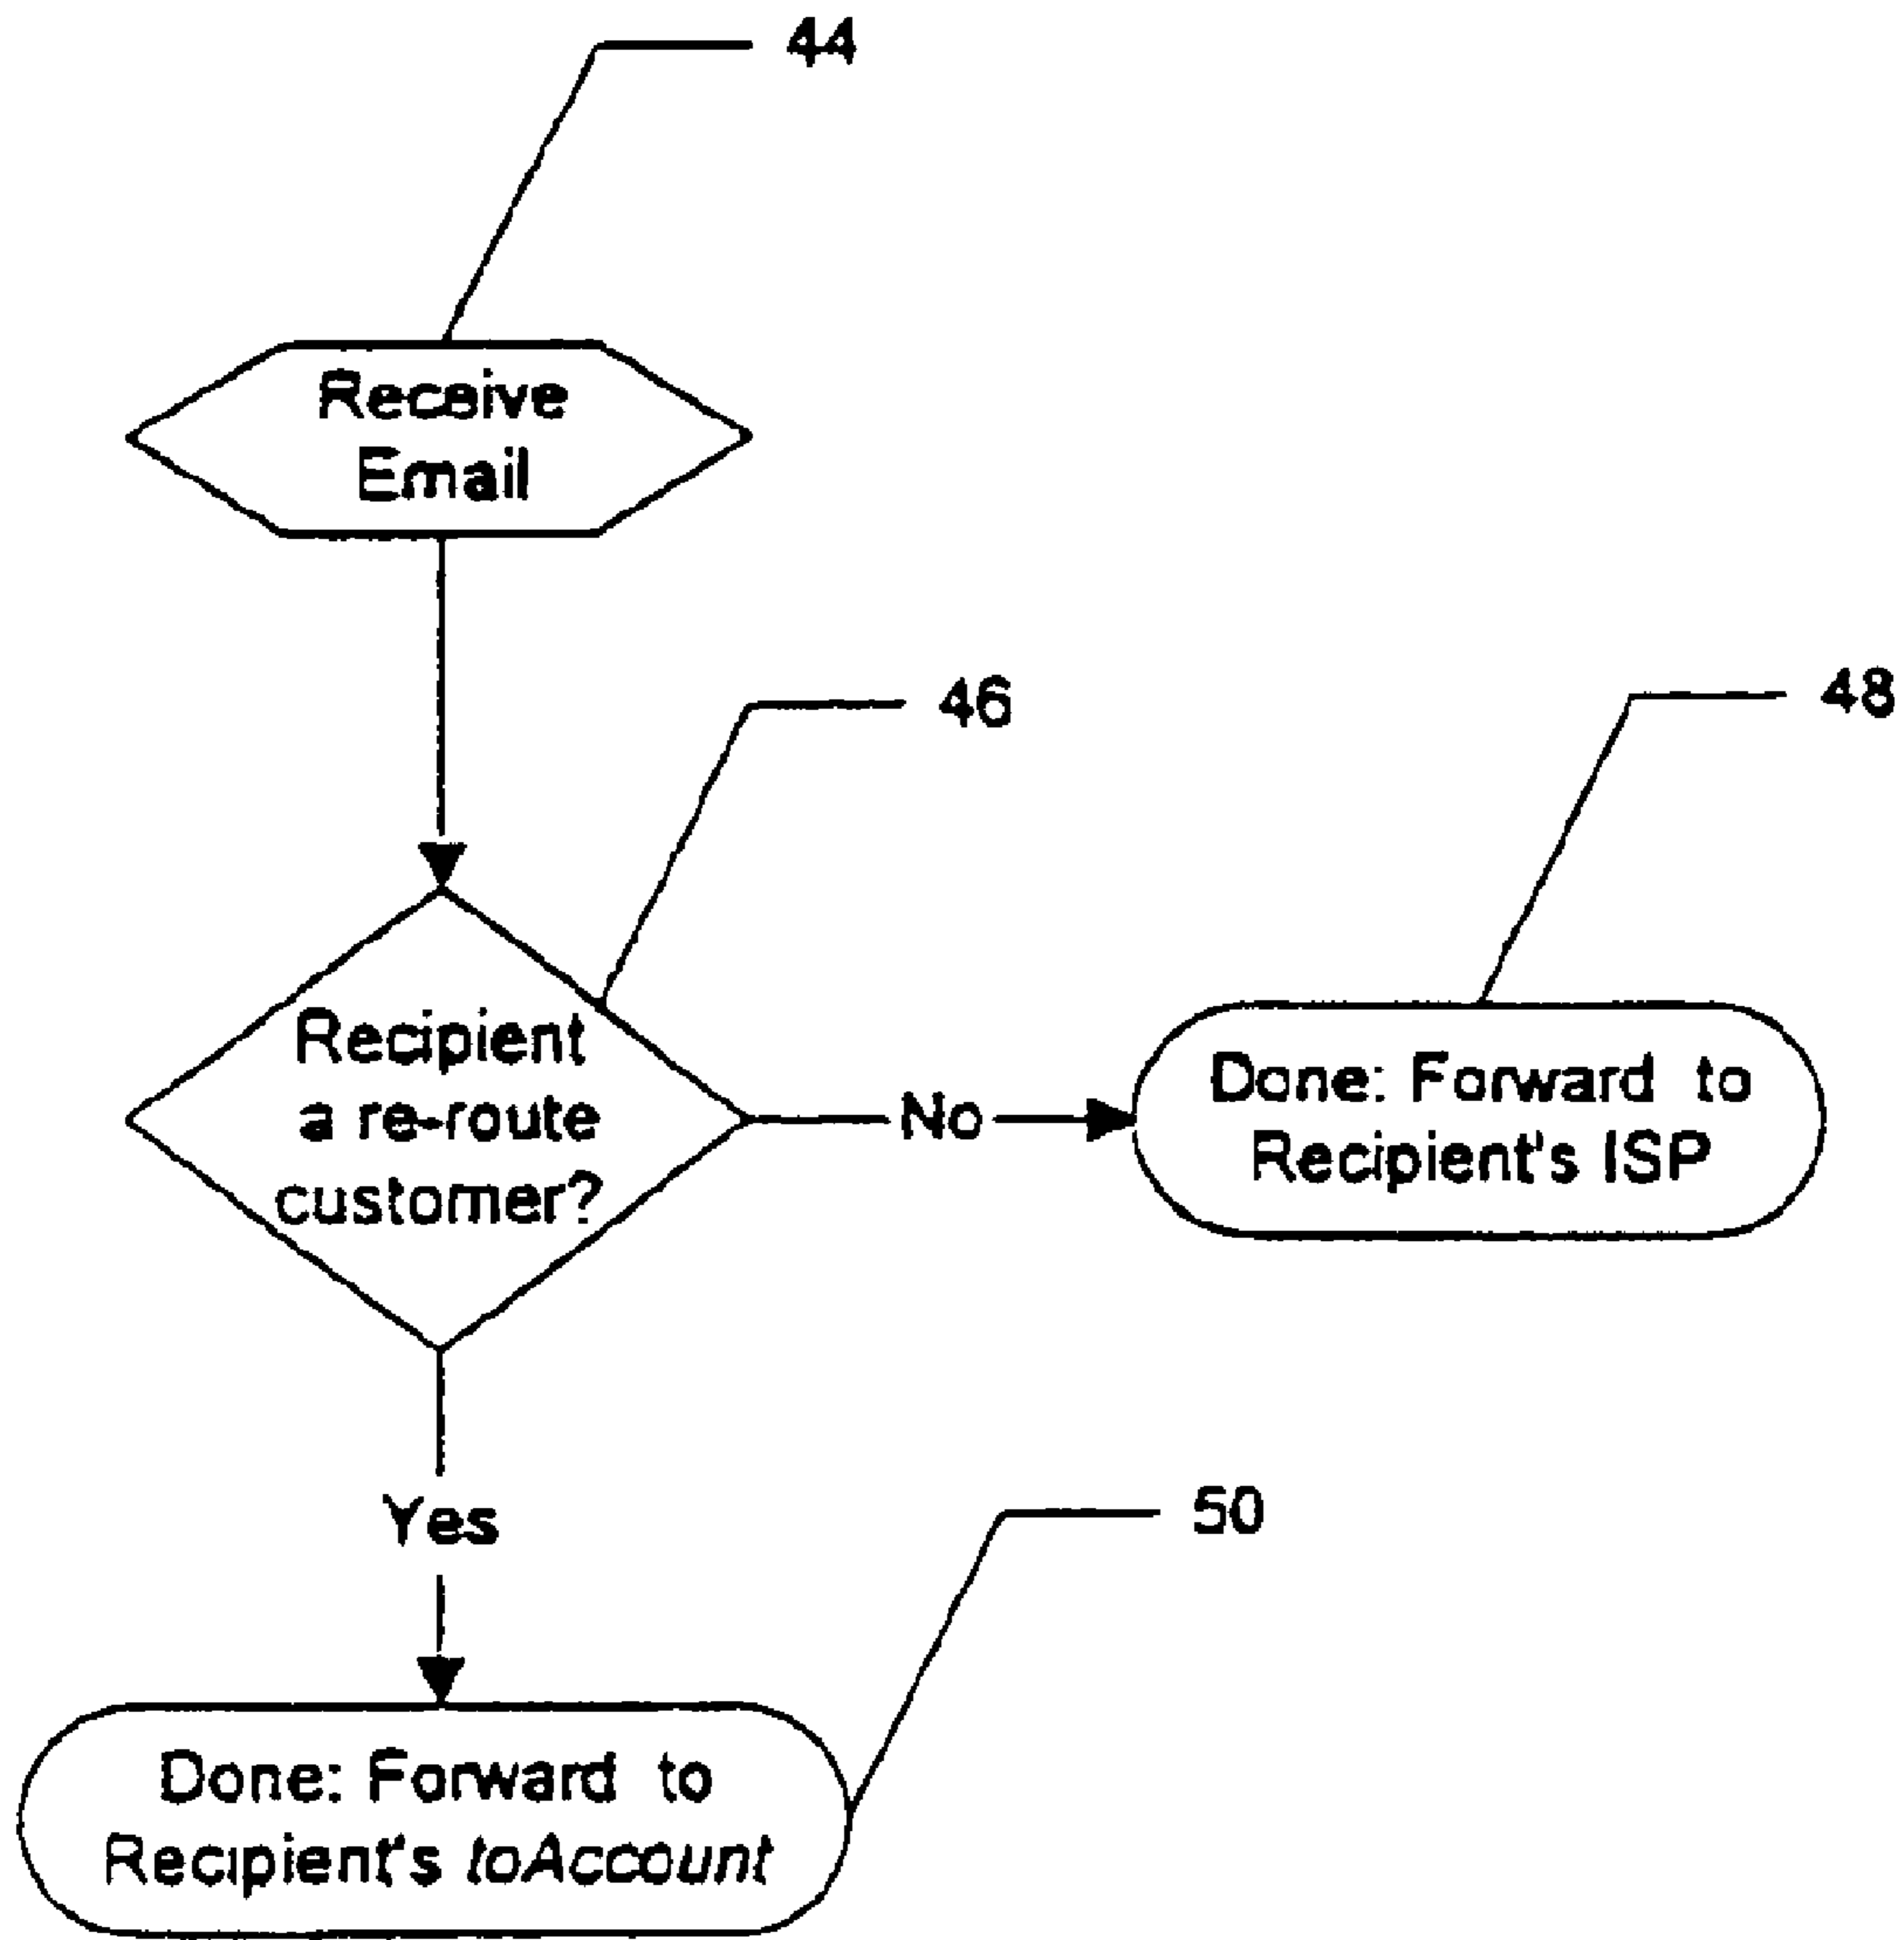 44
Receive
Email
46
48
Recipient
a re-route
customer?
No
Done: Forward to
Recipient's ISP
Yes
50
Done: Forward to
Recipient's toAccount